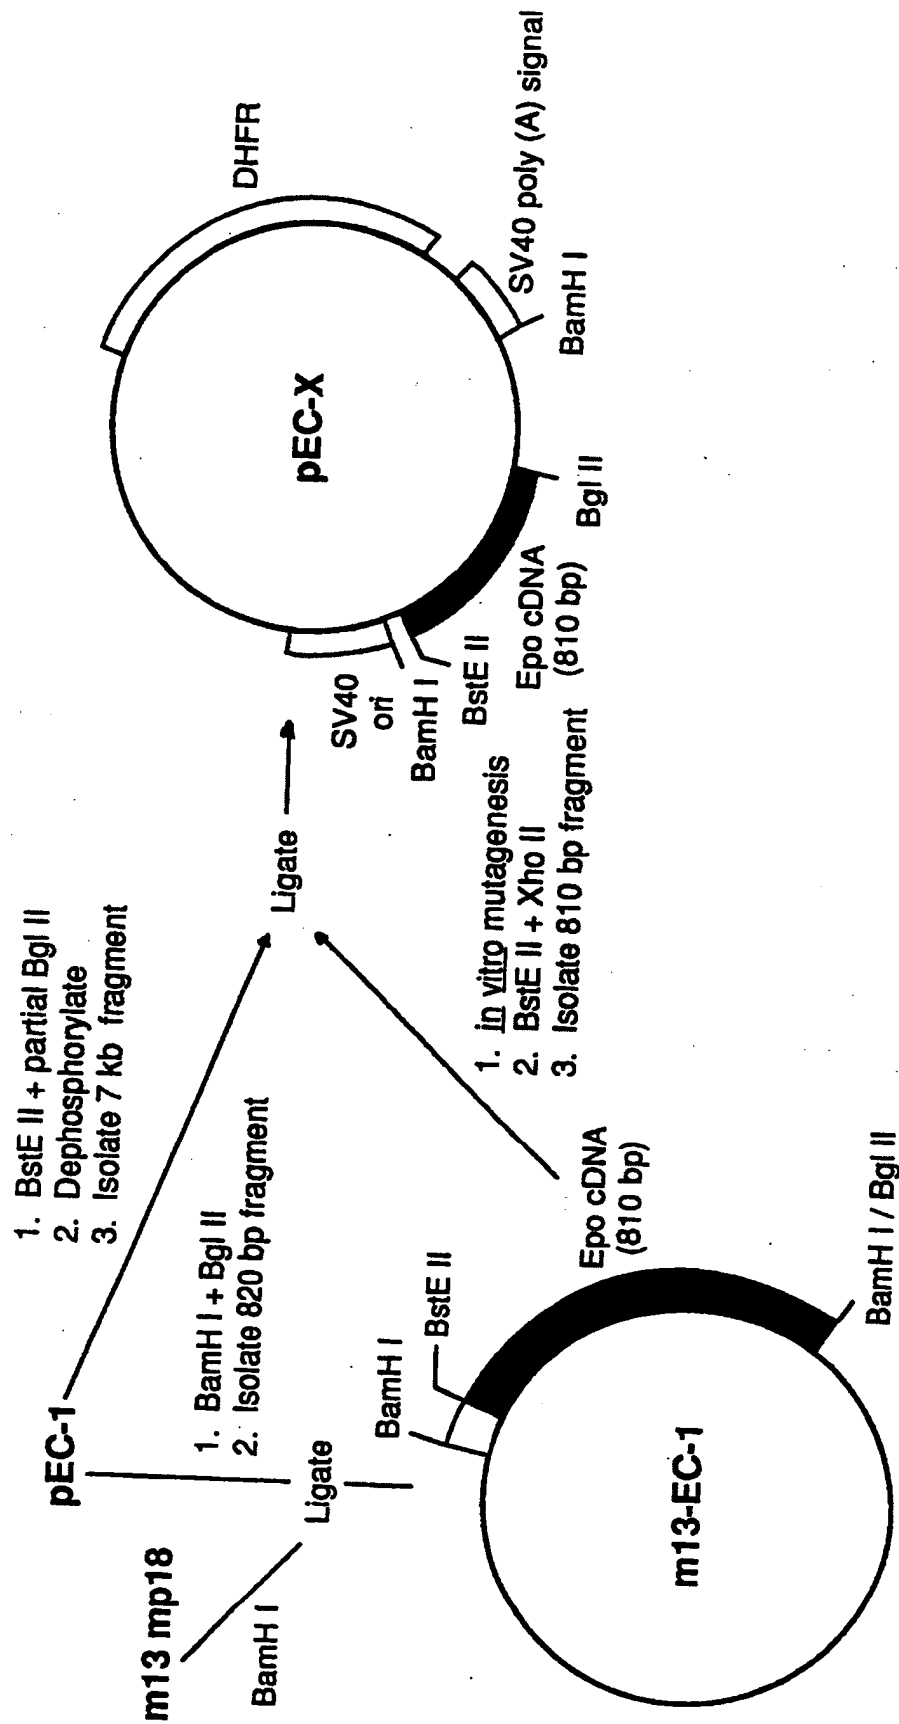 m13 mp18
BamH I
pEC-1
1. BamH I + Bgl II
2. Isolate 820 bp fragment
Ligate
1. BstE II + partial Bgl II
2. Dephosphorylate
3. Isolate 7 kb fragment
BamH I
BstE II
Epo cDNA
(810 bp)
BamH I / Bgl II
m13-EC-1
1. in vitro mutagenesis
2. BstE II + Xho II
3. Isolate 810 bp fragment
Ligate
SV40
ori
BamH I
BstE II
Epo cDNA
(810 bp)
Bgl II
BamH I
SV40 poly (A) signal
DHFR
pEC-X